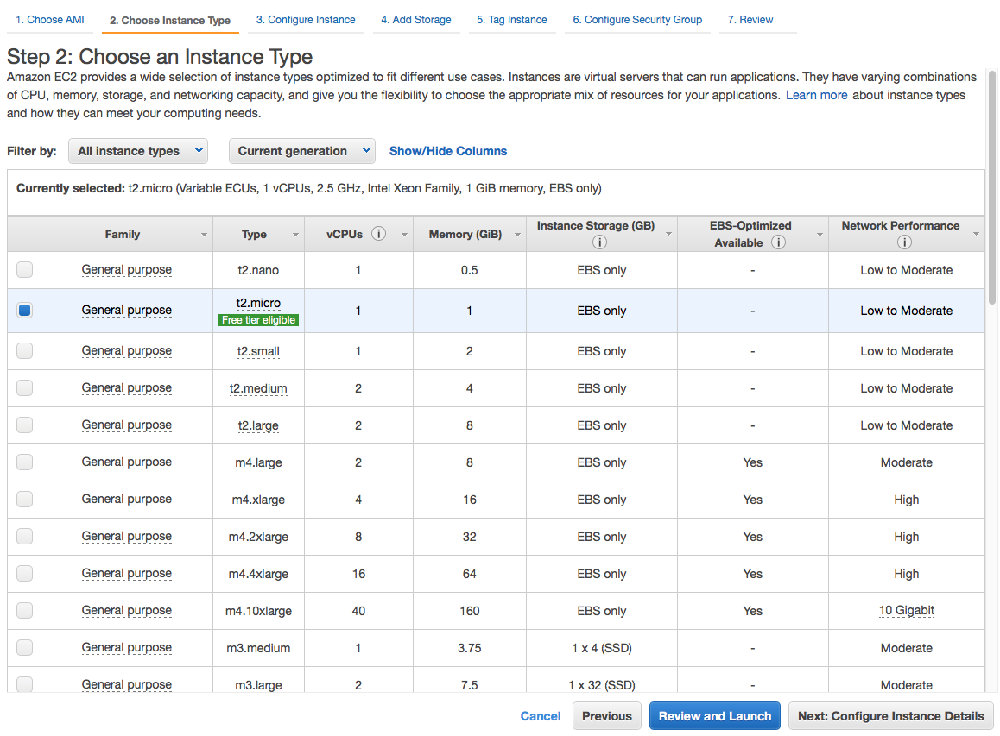 1. Choose AMI 2. Choose Instance Type 3. Configure Instance 4. Add Storage 5. Tag Instance 6. Configure Security Group 7. Review
Step 2: Choose an Instance Type
Amazon EC2 provides a wide selection of instance types optimized to fit different use cases. Instances are virtual servers that can run applications. They have varying combinations
of CPU, memory, storage, and networking capacity, and give you the flexibility to choose the appropriate mix of resources for your applications. Learn more about instance types
and how they can meet your computing needs.
Filter by: All instance types Current generation Show/Hide Columns
Currently selected: t2.micro (Variable ECUs, 1 vCPUs, 2.5 GHz, Intel Xeon Family, 1 GiB memory, EBS only)
Family Type vCPUs i Memory (GiB) Instance Storage (GB) i EBS-Optimized Available i Network Performance i
General purpose t2.nano 1 0.5 EBS only - Low to Moderate
General purpose t2.micro Free tier eligible 1 1 EBS only - Low to Moderate
General purpose t2.small 1 2 EBS only - Low to Moderate
General purpose t2.medium 2 4 EBS only - Low to Moderate
General purpose t2.large 2 8 EBS only - Low to Moderate
General purpose m4.large 2 8 EBS only Yes Moderate
General purpose m4.xlarge 4 16 EBS only Yes High
General purpose m4.2xlarge 8 32 EBS only Yes High
General purpose m4.4xlarge 16 64 EBS only Yes High
General purpose m4.10xlarge 40 160 EBS only Yes 10 Gigabit
General purpose m3.medium 1 3.75 1 x 4 (SSD) - Moderate
General purpose m3.large 2 7.5 1 x 32 (SSD) - Moderate
Cancel Previous Review and Launch Next: Configure Instance Details